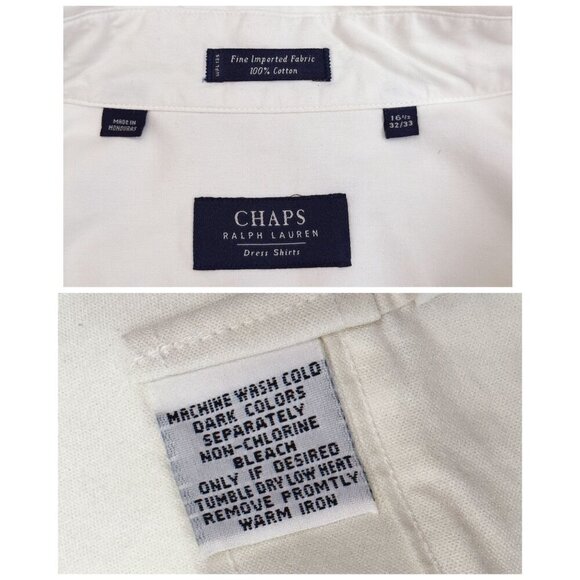 Fine Imported Fabric
100% Cotton
MADE IN
HONDURAS
16 1/2
32/33
CHAPS
RALPH LAUREN
Dress Shirts
MACHINE WASH COLD
DARK COLORS
SEPARATELY
NON-CHLORINE
BLEACH
ONLY IF DESIRED
TUMBLE DRY LOW HEAT
REMOVE PROMTLY
WARM IRON